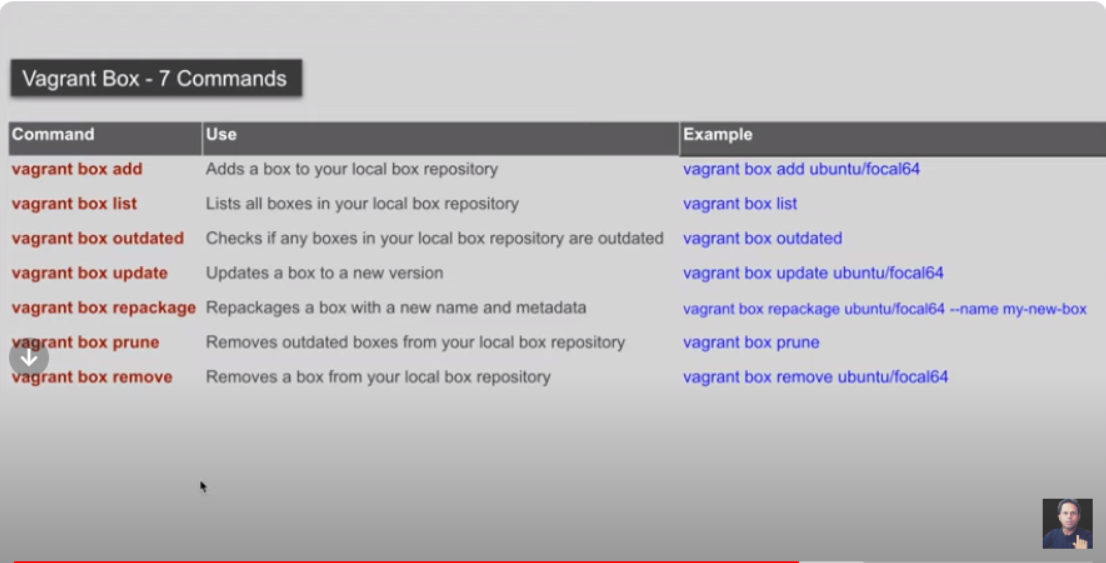 Vagrant Box - 7 Commands
Command Use Example
vagrant box add Adds a box to your local box repository vagrant box add ubuntu/focal64
vagrant box list Lists all boxes in your local box repository vagrant box list
vagrant box outdated Checks if any boxes in your local box repository are outdated vagrant box outdated
vagrant box update Updates a box to a new version vagrant box update ubuntu/focal64
vagrant box repackage Repackages a box with a new name and metadata vagrant box repackage ubuntu/focal64 --name my-new-box
vagrant box prune Removes outdated boxes from your local box repository vagrant box prune
vagrant box remove Removes a box from your local box repository vagrant box remove ubuntu/focal64